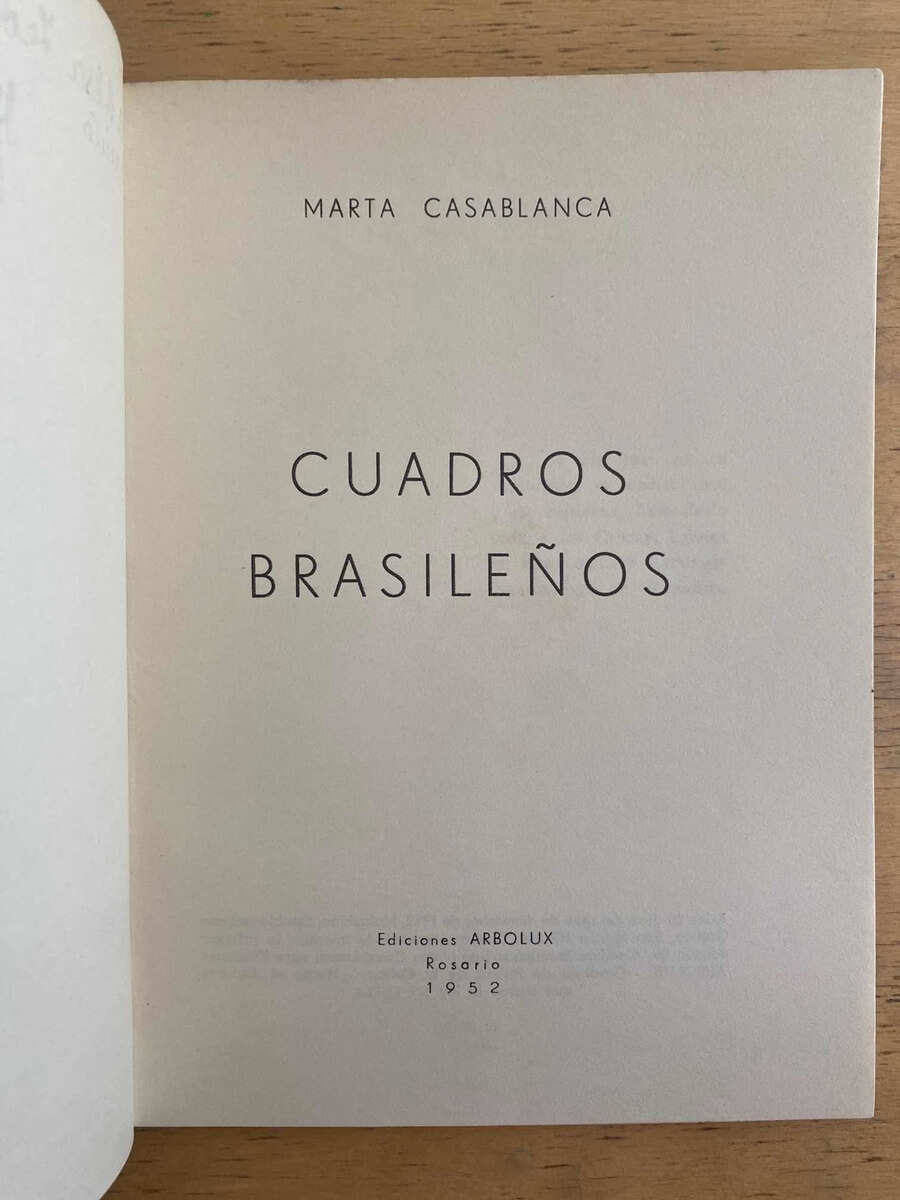 MARTA CASABLANCA
CUADROS
BRASILEÑOS
Ediciones ARBOLUX
Rosario
1952